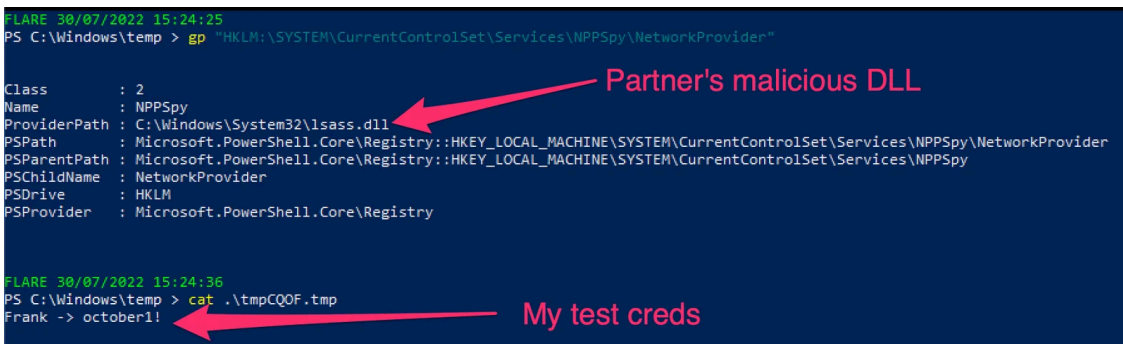 FLARE 30/07/2022 15:24:25
PS C:\Windows\temp > gp "HKLM:\SYSTEM\CurrentControlSet\Services\NPPSpy\NetworkProvider"
Partner's malicious DLL
Class : 2
Name : NPPSpy
ProviderPath : C:\Windows\System32\lsass.dll
PSPath : Microsoft.PowerShell.Core\Registry::HKEY_LOCAL_MACHINE\SYSTEM\CurrentControlSet\Services\NPPSpy\NetworkProvider
PSParentPath : Microsoft.PowerShell.Core\Registry::HKEY_LOCAL_MACHINE\SYSTEM\CurrentControlSet\Services\NPPSpy
PSChildName : NetworkProvider
PSDrive : HKLM
PSProvider : Microsoft.PowerShell.Core\Registry
FLARE 30/07/2022 15:24:36
PS C:\Windows\temp > cat .\tmpCQOF.tmp
Frank -> october1!
My test creds